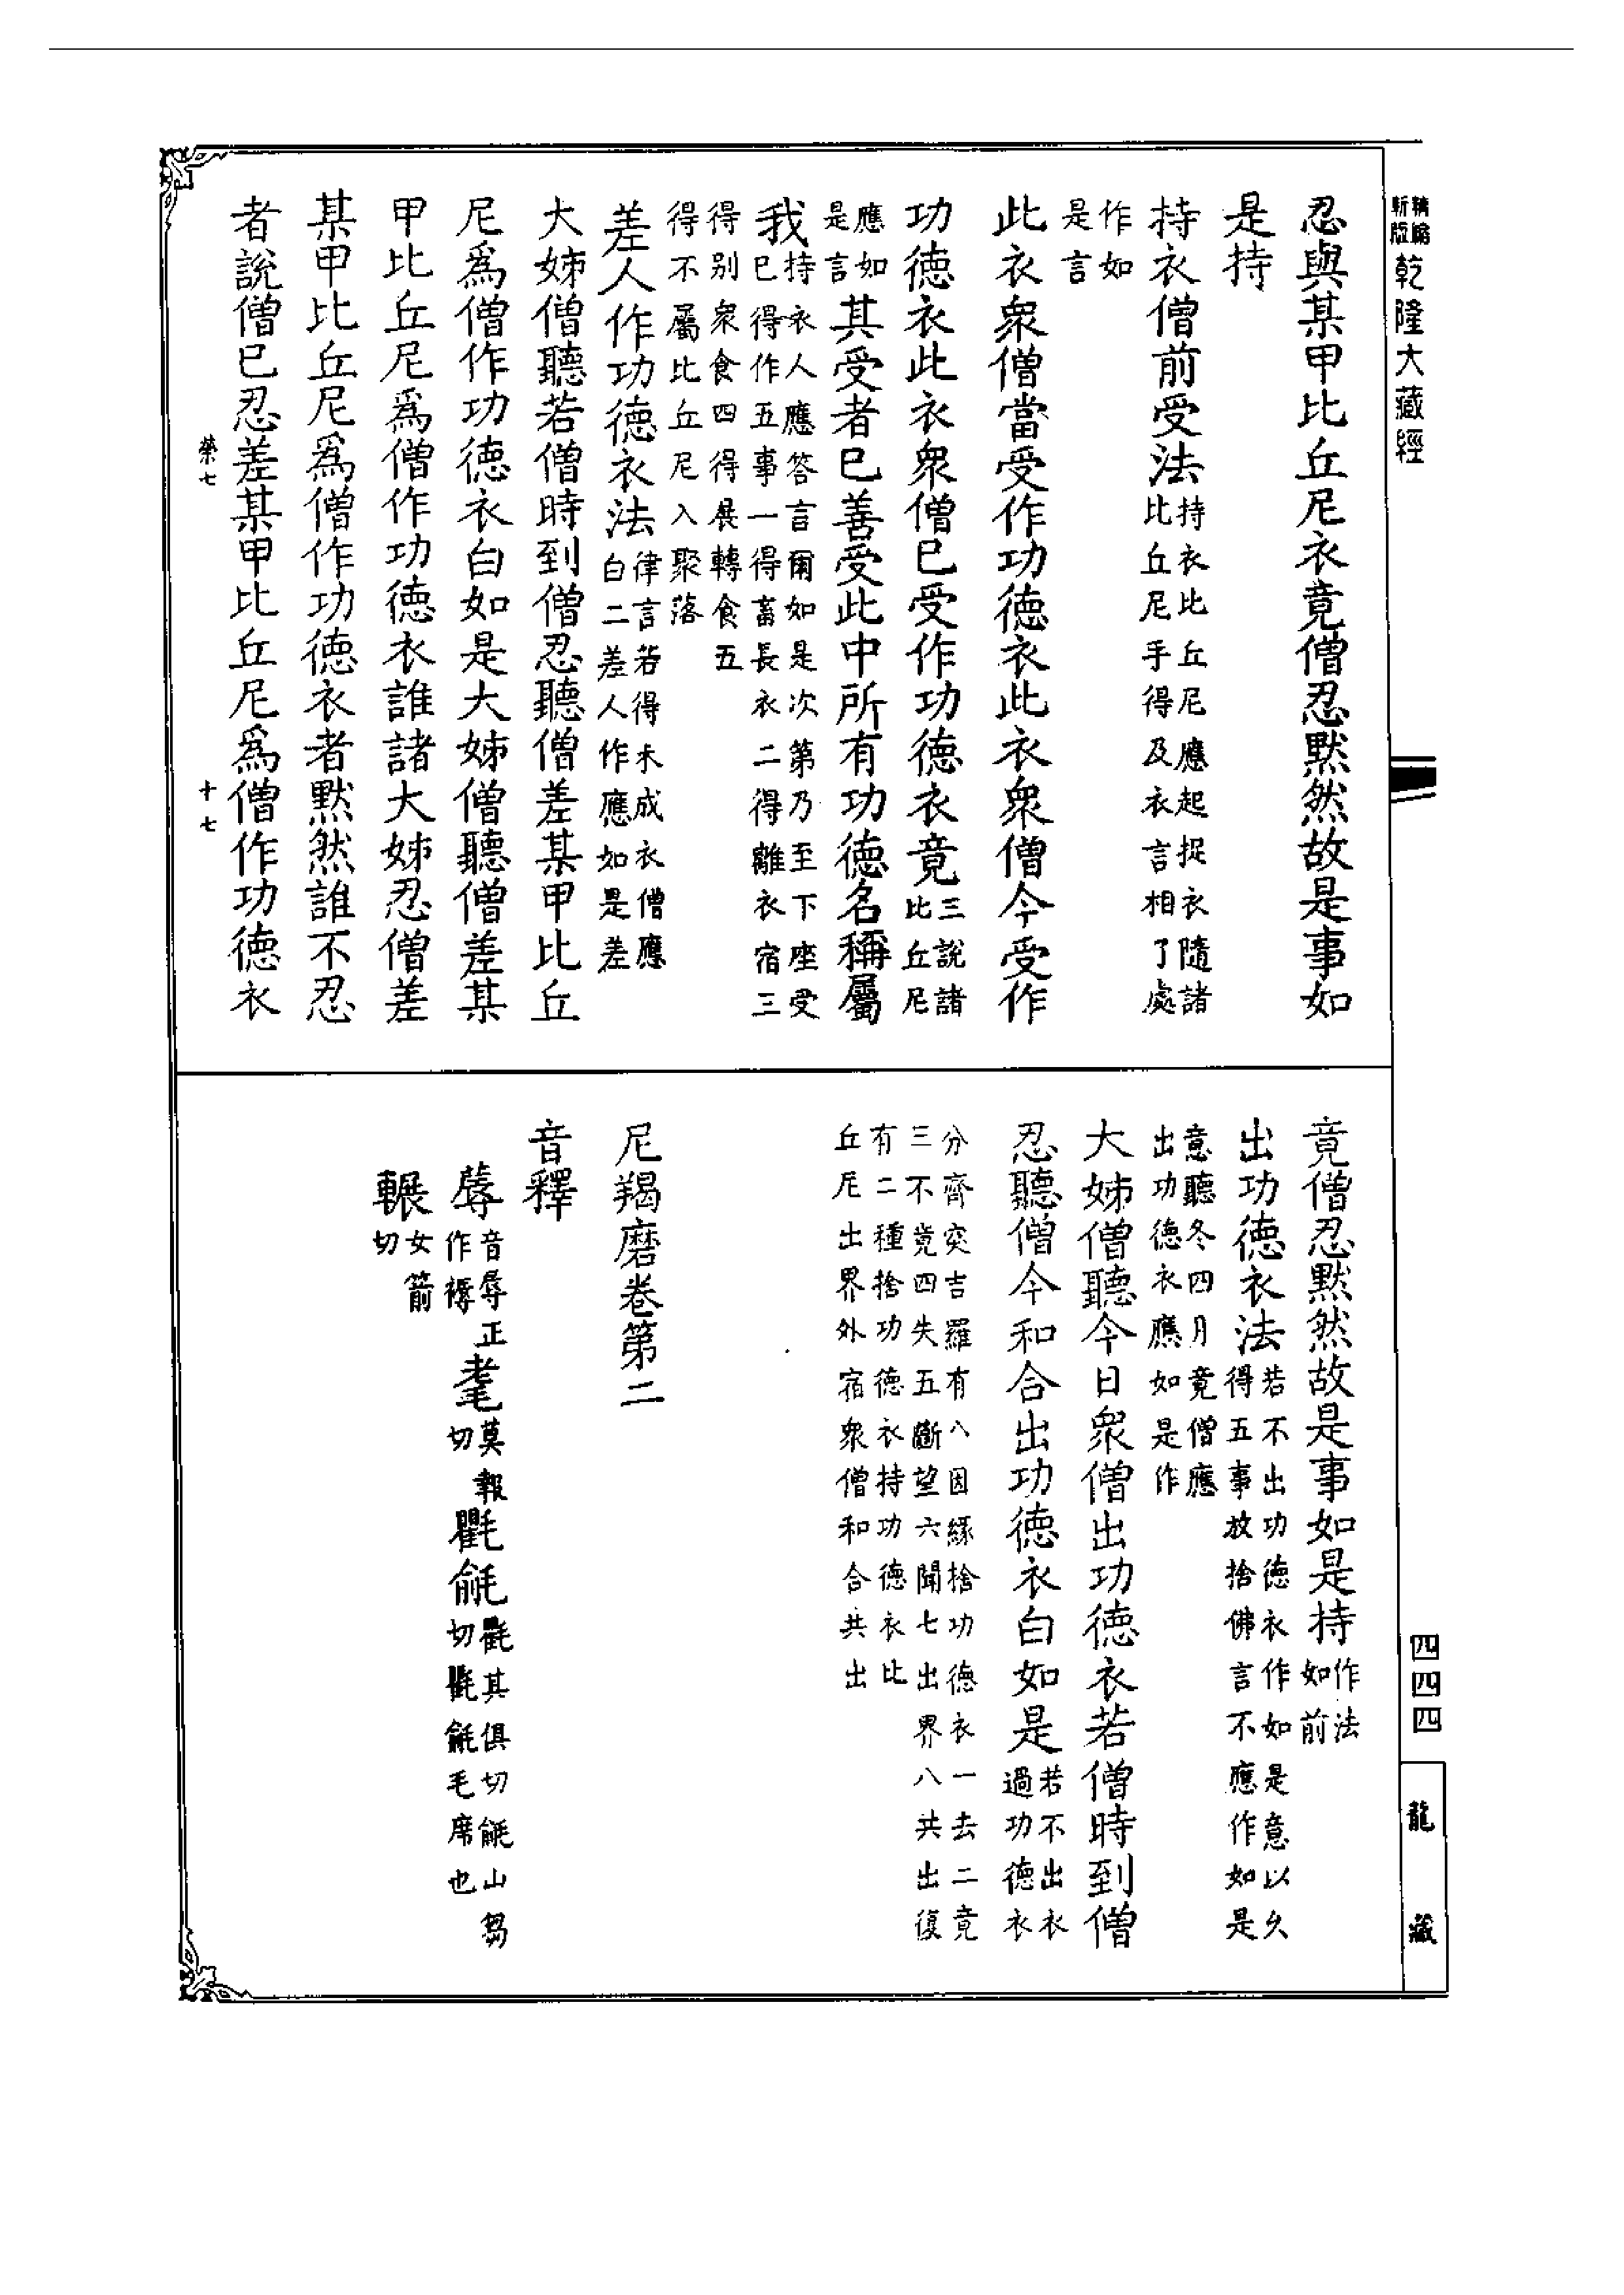 乾隆大藏經
忍與某甲比丘尼衣竟僧忍默然故是事如
是持
持衣僧前受法持衣比丘尼應起捉衣隨諸比丘尼手得及衣言相了處
作如是言
此衣衆僧當受作功德衣此衣衆僧今受作
功德衣此衣衆僧已受作功德衣竟三說諸比丘尼
應如是言其受者已善受此中所有功德名稱屬
我持衣人應答言爾如是次第乃至下座受已得作五事一得畜長衣二得離衣宿三
得別衆食四得展轉食五得不屬比丘尼入聚落
差人作功德衣法律言若得未成衣僧應白二差人作應如是差
大姊僧聽若僧時到僧忍聽僧差某甲比丘
尼爲僧作功德衣白如是大姊僧聽僧差某
甲比丘尼爲僧作功德衣誰諸大姊忍僧差
某甲比丘尼爲僧作功德衣者默然誰不忍
者說僧已忍差某甲比丘尼爲僧作功德衣
榮七
十七
竟僧忍默然故是事如是持作法如前
出功德衣法若不出功德衣作如是意以久得五事放捨佛言不應作如是
意聽冬四月竟僧應出功德衣應如是作
大姊僧聽今日衆僧出功德衣若僧時到僧
忍聽僧今和合出功德衣白如是若不出衣過功德衣
分齊突吉羅有八因緣捨功德衣一去二竟三不竟四失五斷望六聞七出界八共出復
有二種捨功德衣持功德衣比丘尼出界外宿衆僧和合共出
尼羯磨卷第二
音釋
蓐音辱正作褥耄莫報切氍㲣氍其俱切㲣山芻切氍㲣毛席也
輾女箭切
四四四
龍藏